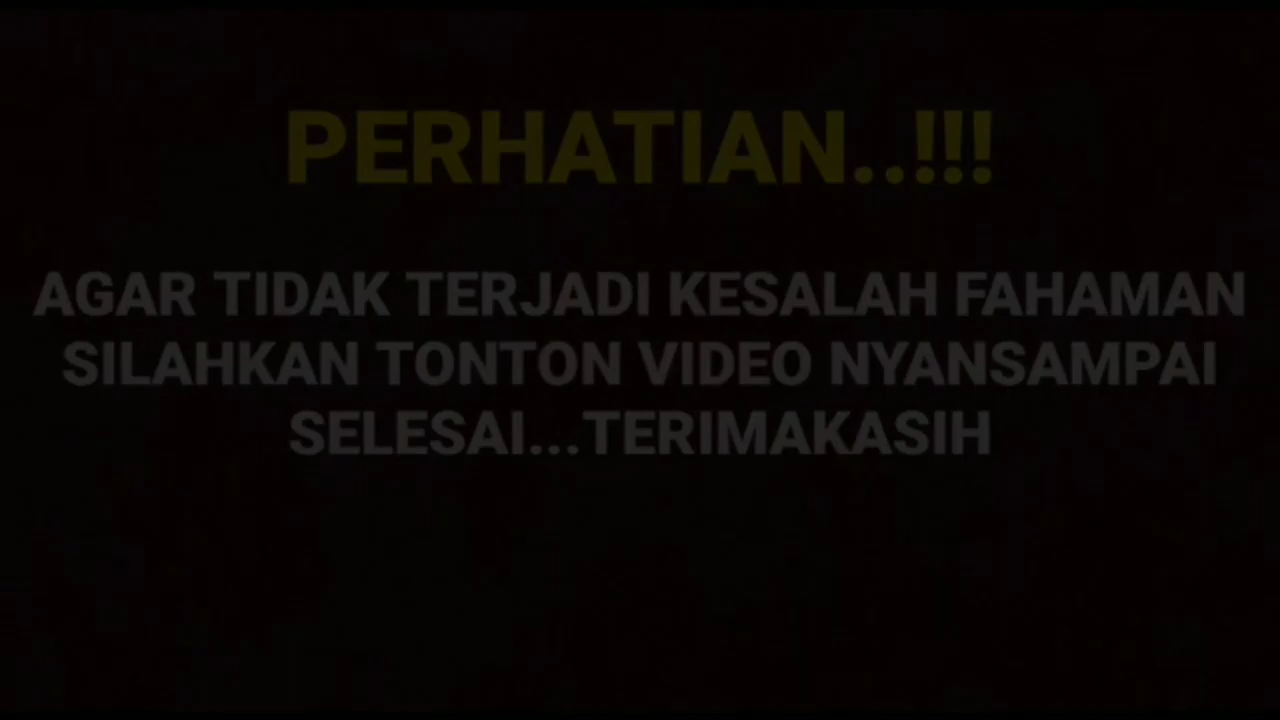 PERHATIAN..!!!
AGAR TIDAK TERJADI KESALAH FAHAMAN
SILAHKAN TONTON VIDEO NYANSAMPAI
SELESAI...TERIMAKASIH